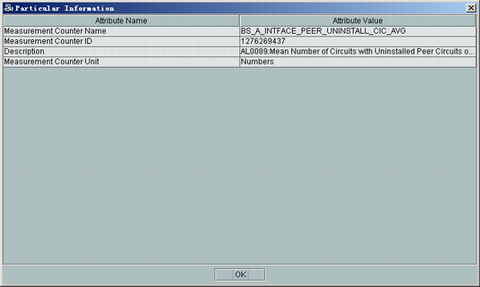 Particular Information
Attribute Name Attribute Value
Measurement Counter Name BS_A_INTFACE_PEER_UNINSTALL_CIC_AVG
Measurement Counter ID 1276269437
Description AL0089:Mean Number of Circuits with Uninstalled Peer Circuits o...
Measurement Counter Unit Numbers
OK